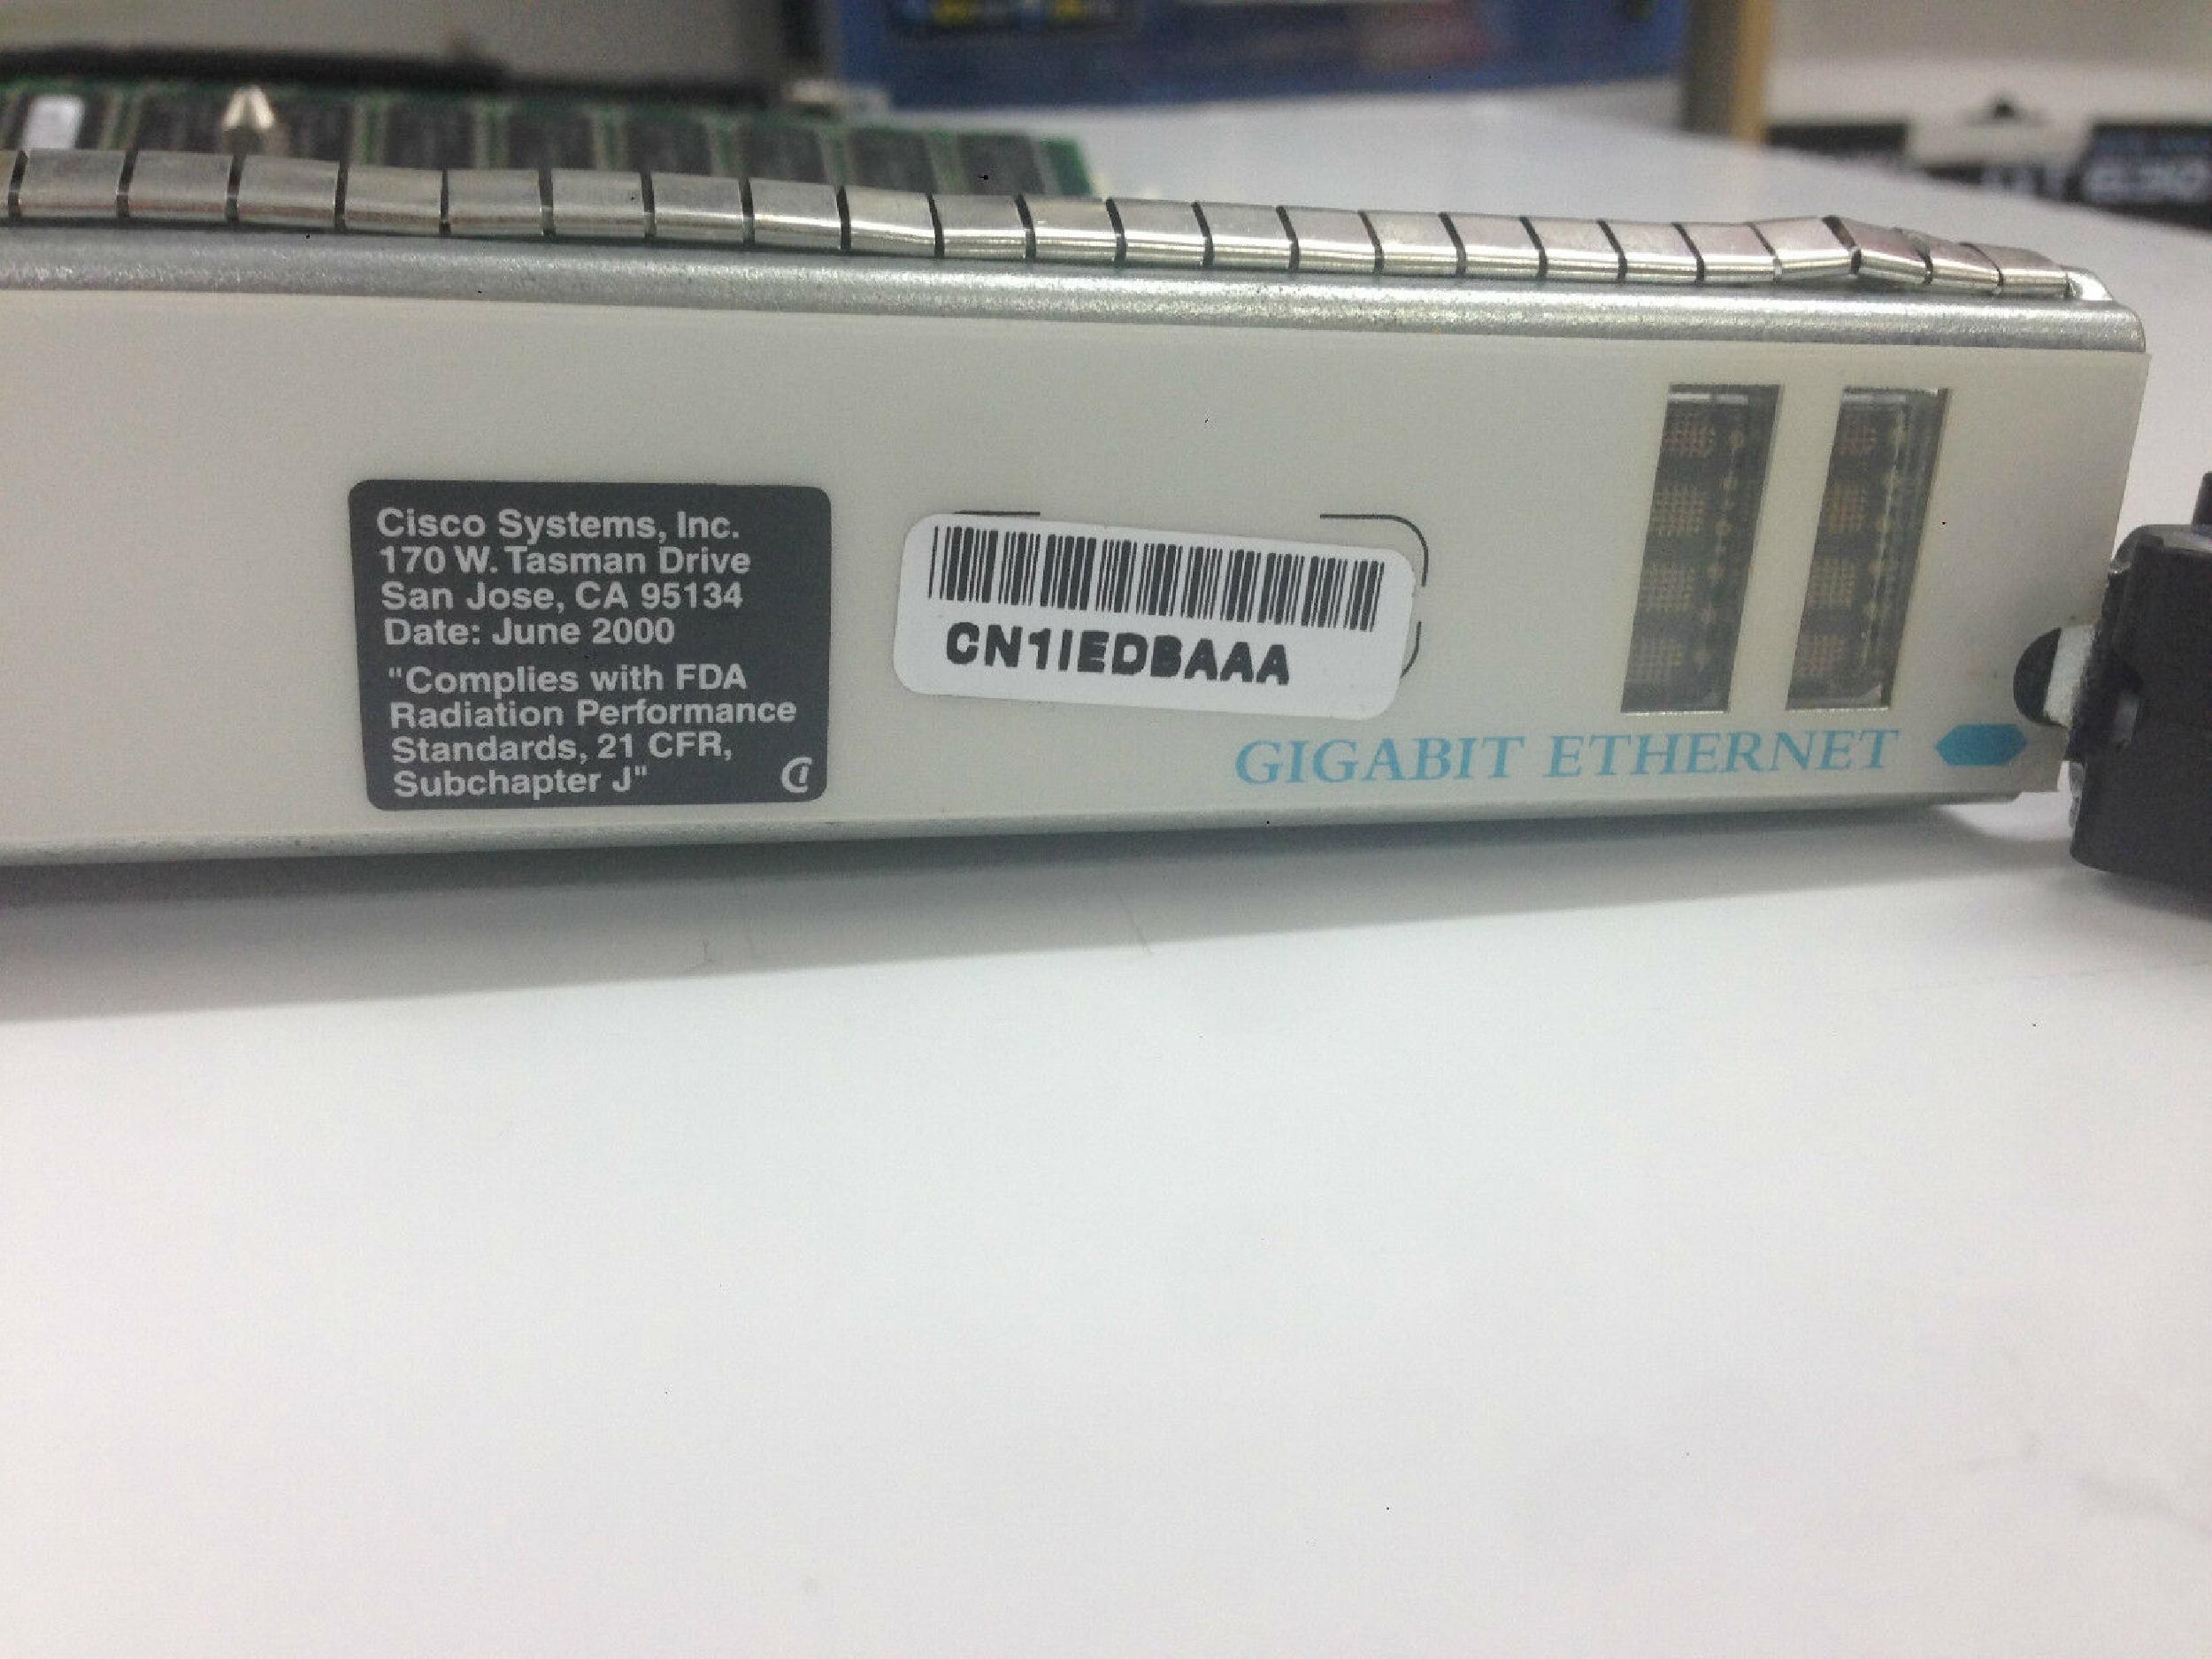 Cisco Systems, Inc.
170 W. Tasman Drive
San Jose, CA 95134
Date: June 2000
"Complies with FDA
Radiation Performance
Standards, 21 CFR,
Subchapter J"
CN1IEDBAAA
GIGABIT ETHERNET